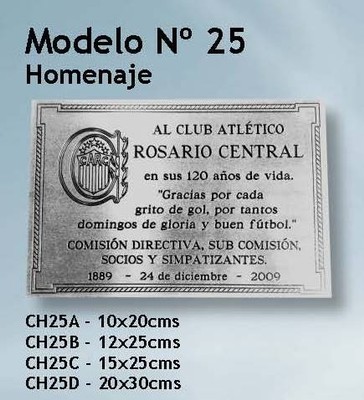 Modelo Nº 25
Homenaje
AL CLUB ATLÉTICO
ROSARIO CENTRAL
en sus 120 años de vida.
"Gracias por cada
grito de gol, por tantos
domingos de gloria y buen fútbol."
COMISIÓN DIRECTIVA, SUB COMISIÓN,
SOCIOS Y SIMPATIZANTES.
1889 - 24 de diciembre - 2009
CH25A - 10x20cms
CH25B - 12x25cms
CH25C - 15x25cms
CH25D - 20x30cms